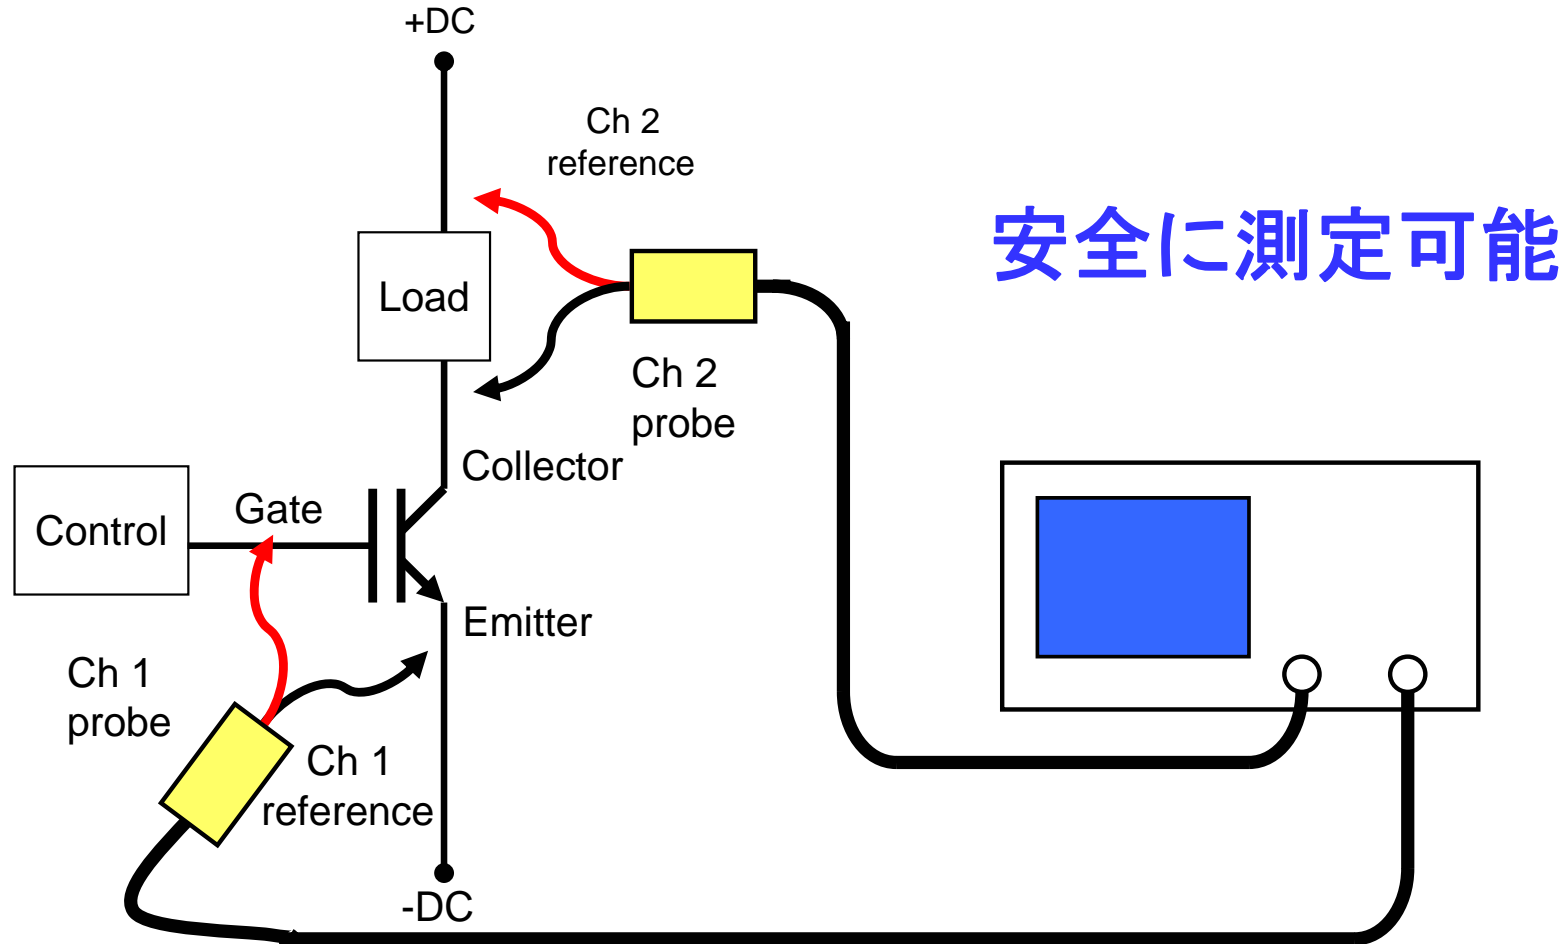 +DC
Ch 2
reference
安全に測定可能
Load
Ch 2
probe
Collector
Gate
Control
Emitter
Ch 1
probe
Ch 1
reference
-DC